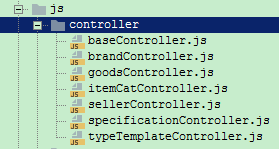 js
controller
baseController.js
brandController.js
goodsController.js
itemCatController.js
sellerController.js
specificationController.js
typeTemplateController.js